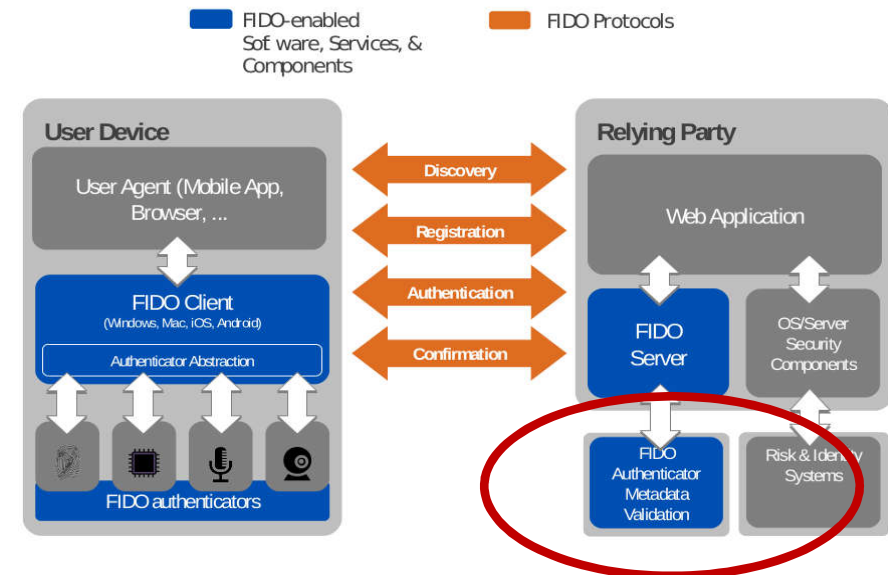 FIDO-enabled
Sof ware, Services, &
Components
FIDO Protocols
User Device
User Agent (Mobile App,
Browser, ...
FIDO Client
(Windows, Mac, iOS, Android)
Authenticator Abstraction
FIDO authenticators
Discovery
Registration
Authentication
Confirmation
Relying Party
Web Application
FIDO
Server
OS/Server
Security
Components
FIDO
Authenticator
Metadata
Validation
Risk & Identity
Systems